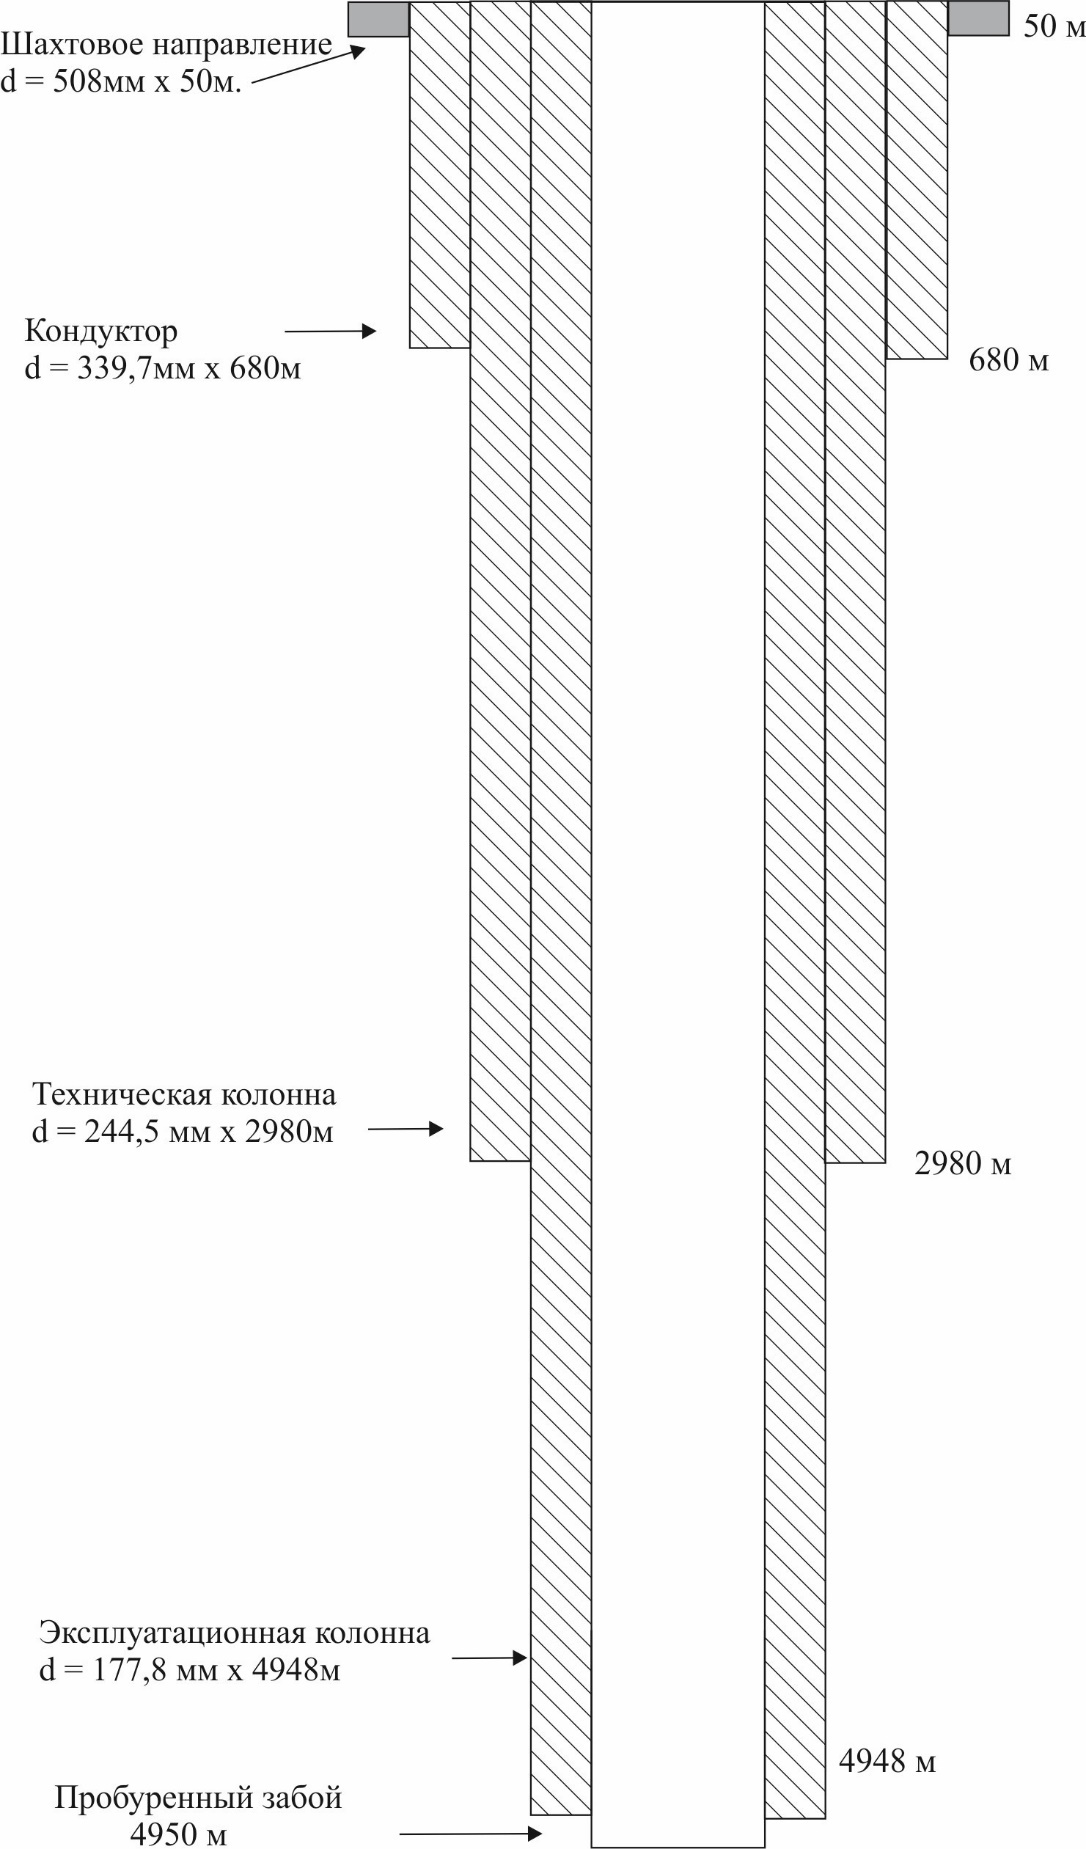 50 м
Шахтовое направление
d = 508мм x 50м.
Кондуктор
d = 339,7мм x 680м
680 м
Техническая колонна
d = 244,5 мм x 2980м
2980 м
Эксплуатационная колонна
d = 177,8 мм x 4948м
4948 м
Пробуренный забой
4950 м